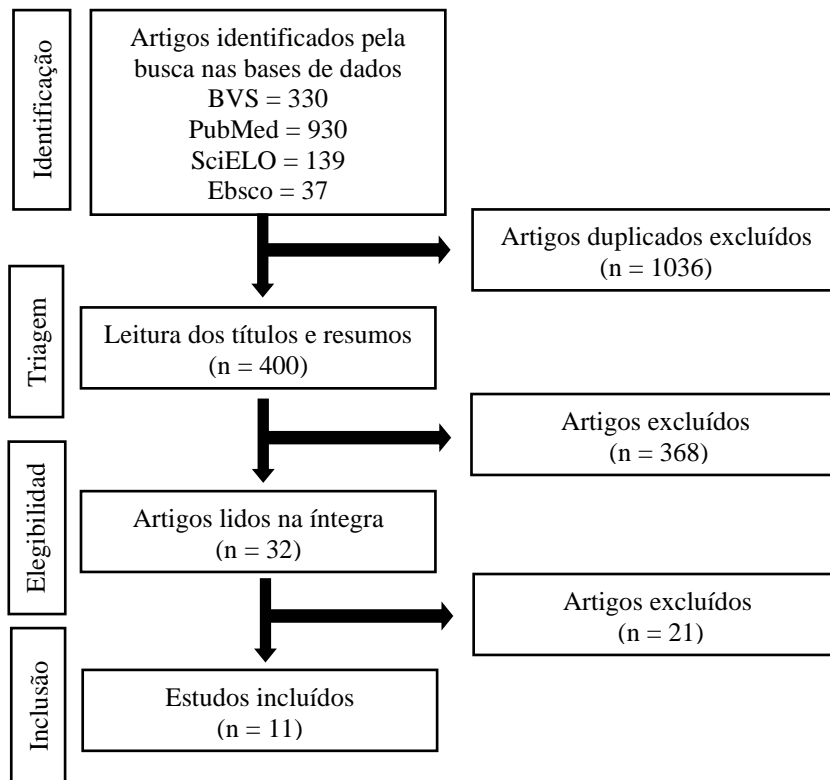 Identificação
Artigos identificados pela
busca nas bases de dados
BVS = 330
PubMed = 930
SciELO = 139
Ebsco = 37
Artigos duplicados excluídos
(n = 1036)
Triagem
Leitura dos títulos e resumos
(n = 400)
Artigos excluídos
(n = 368)
Elegibilidad
Artigos lidos na íntegra
(n = 32)
Artigos excluídos
(n = 21)
Inclusão
Estudos incluídos
(n = 11)